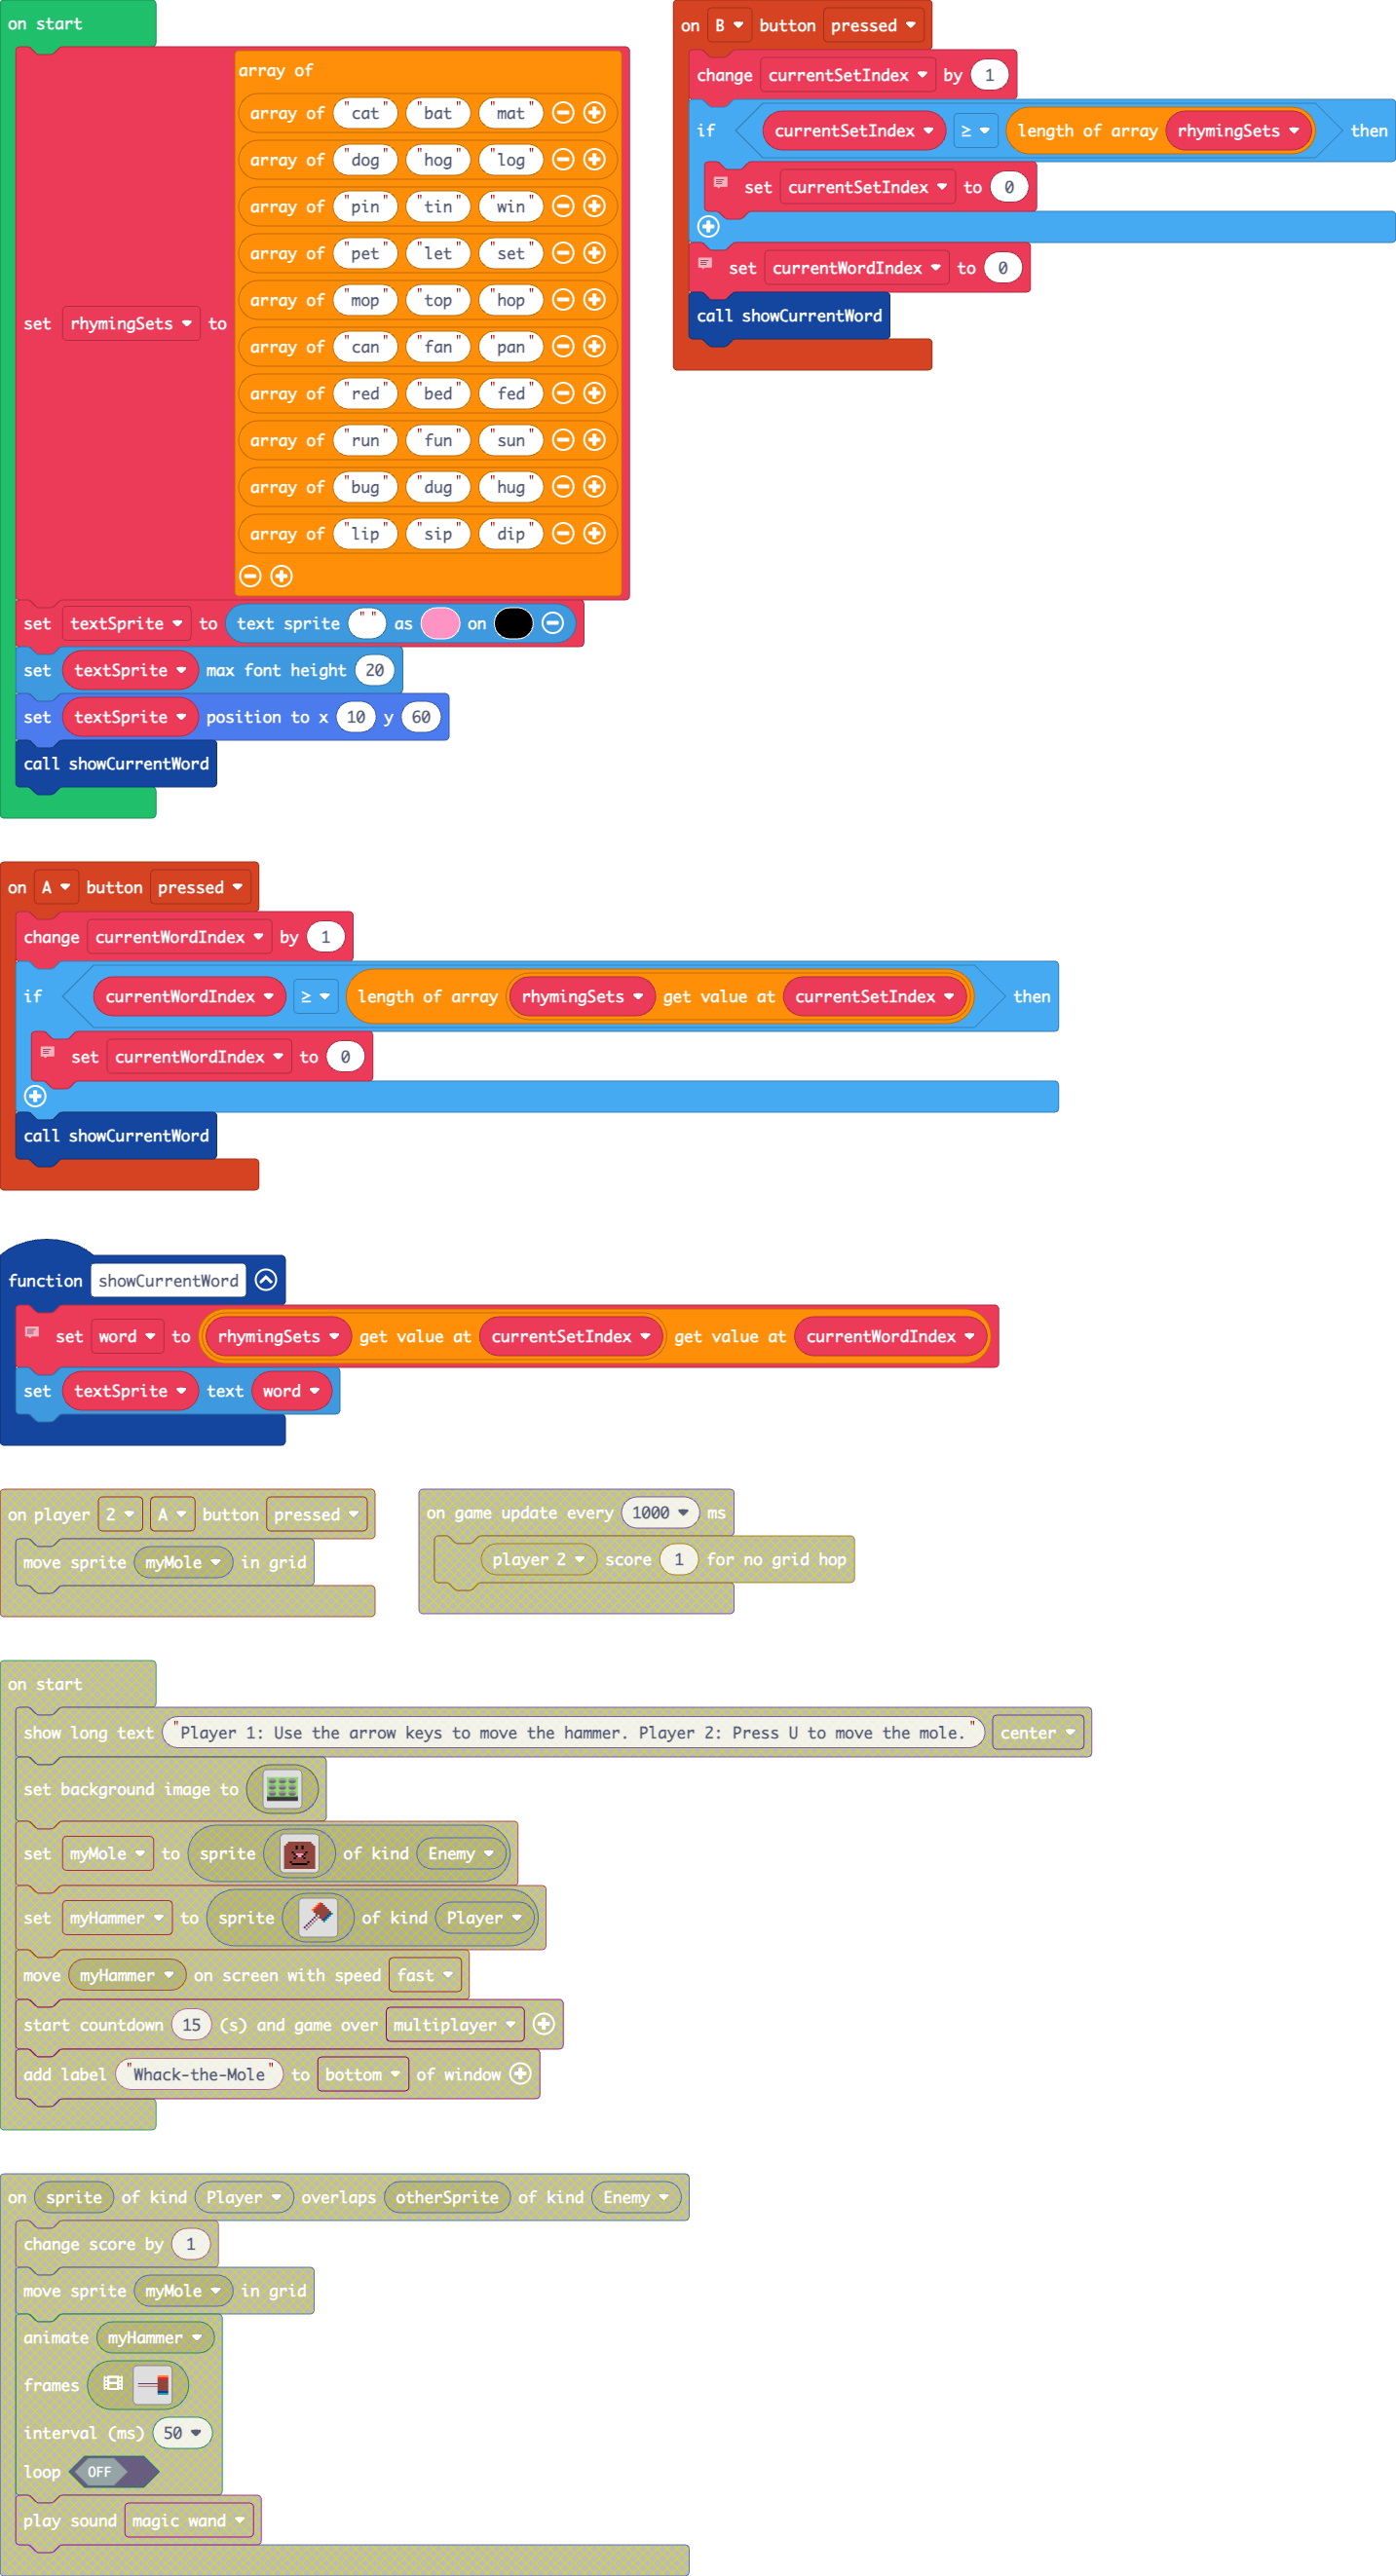 on start
array of
array of "cat" "bat" "mat"
array of "dog" "hog" "log"
array of "pin" "tin" "win"
array of "pet" "let" "set"
array of "mop" "top" "hop"
set rhymingSets to
array of "can" "fan" "pan"
array of "red" "bed" "fed"
array of "run" "fun" "sun"
array of "bug" "dug" "hug"
array of "lip" "sip" "dip"
set textSprite to text sprite " " as on
set textSprite max font height 20
set textSprite position to x 10 y 60
call showCurrentWord
on B button pressed
change currentSetIndex by 1
if currentSetIndex ≥ length of array rhymingSets then
set currentSetIndex to 0
set currentWordIndex to 0
call showCurrentWord
on A button pressed
change currentWordIndex by 1
if currentWordIndex ≥ length of array rhymingSets get value at currentSetIndex then
set currentWordIndex to 0
call showCurrentWord
function showCurrentWord
set word to rhymingSets get value at currentSetIndex get value at currentWordIndex
set textSprite text word
on player 2 A button pressed
move sprite myMole in grid
on game update every 1000 ms
player 2 score 1 for no grid hop
on start
show long text "Player 1: Use the arrow keys to move the hammer. Player 2: Press U to move the mole." center
set background image to
set myMole to sprite of kind Enemy
set myHammer to sprite of kind Player
move myHammer on screen with speed fast
start countdown 15 (s) and game over multiplayer
add label "Whack-the-Mole" to bottom of window
on sprite of kind Player overlaps otherSprite of kind Enemy
change score by 1
move sprite myMole in grid
animate myHammer
frames
interval (ms) 50
loop OFF
play sound magic wand